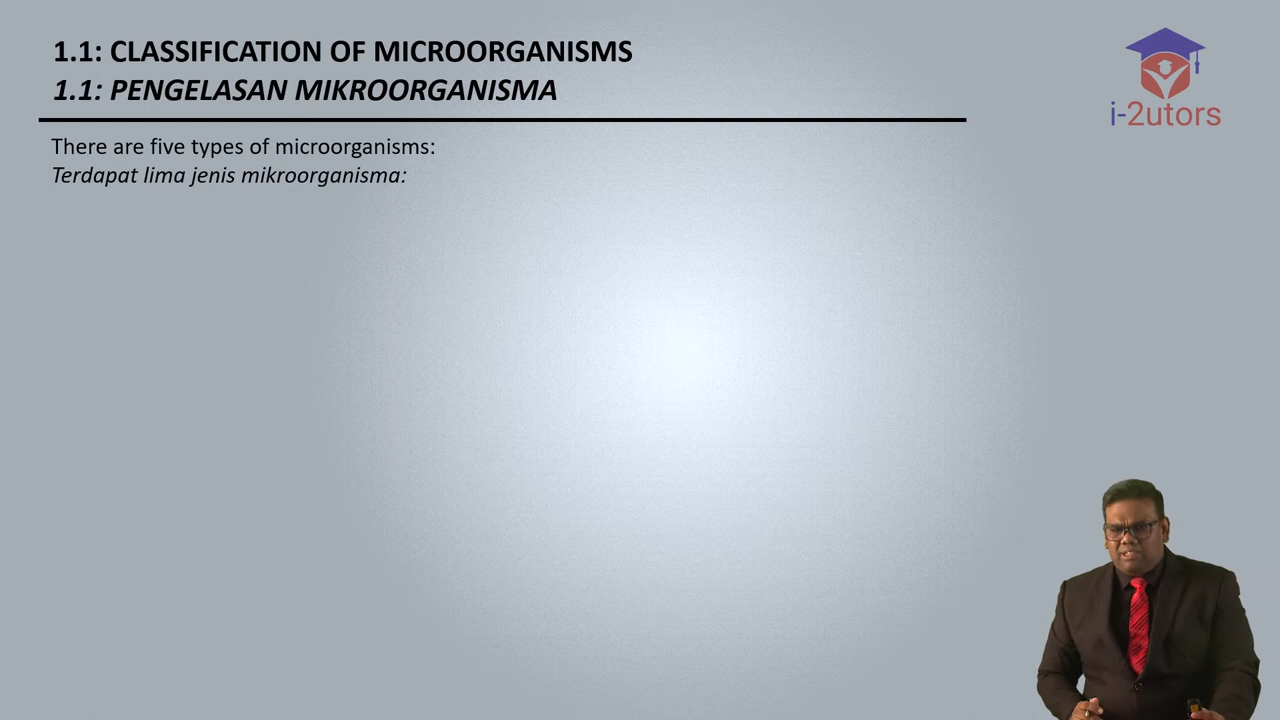 1.1: CLASSIFICATION OF MICROORGANISMS
1.1: PENGELASAN MIKROORGANISMA
i-2utors
There are five types of microorganisms:
Terdapat lima jenis mikroorganisma: